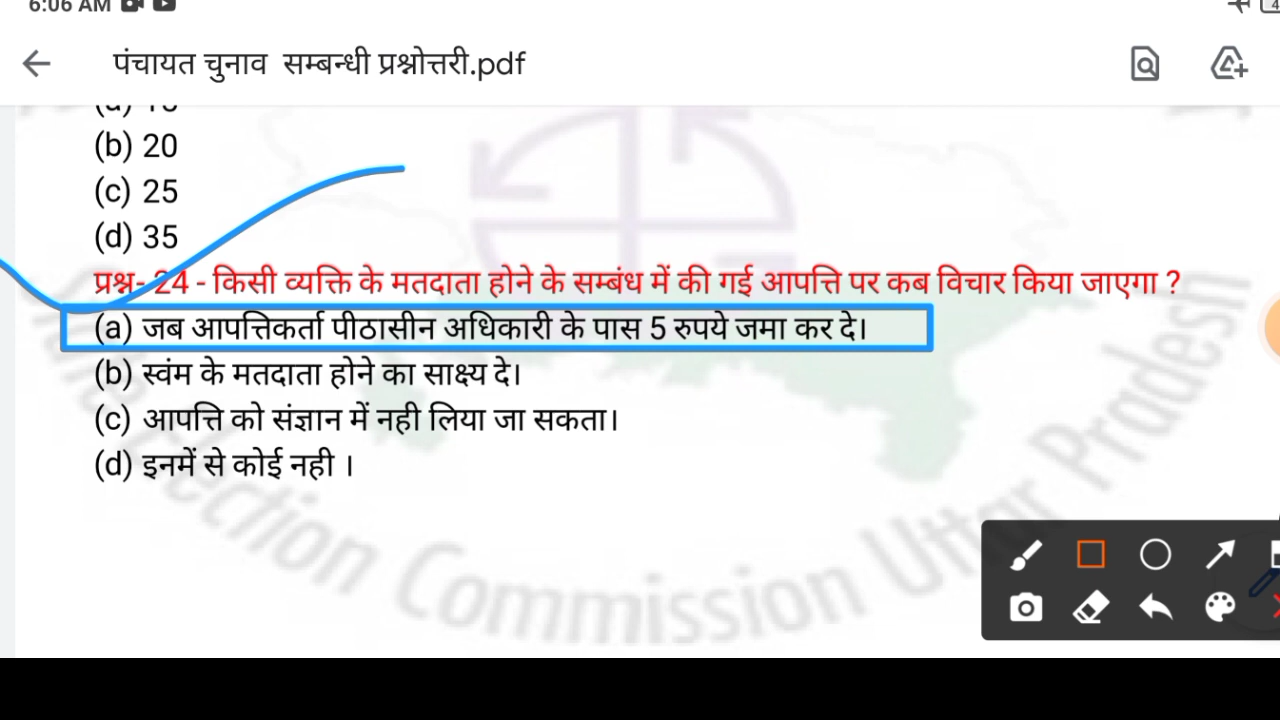 6:06 AM
पंचायत चुनाव सम्बन्धी प्रश्नोत्तरी.pdf
(b) 20
(c) 25
(d) 35
प्रश्न- 24 - किसी व्यक्ति के मतदाता होने के सम्बंध में की गई आपत्ति पर कब विचार किया जाएगा ?
(a) जब आपत्तिकर्ता पीठासीन अधिकारी के पास 5 रुपये जमा कर दे।
(b) स्वंम के मतदाता होने का साक्ष्य दे।
(c) आपत्ति को संज्ञान में नही लिया जा सकता।
(d) इनमें से कोई नही ।
Election Commission Uttar Pradesh